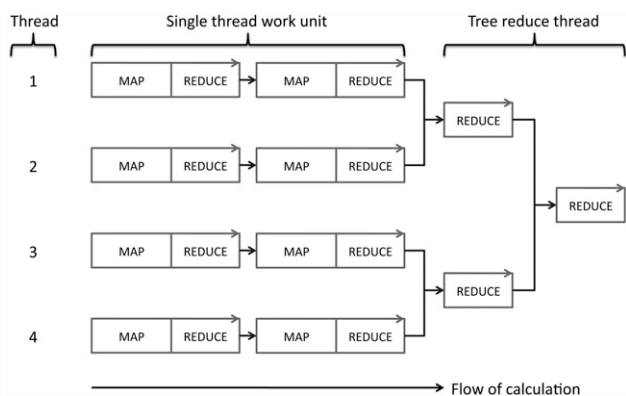 Thread Single thread work unit Tree reduce thread
1 MAP REDUCE MAP REDUCE
REDUCE
2 MAP REDUCE MAP REDUCE
REDUCE
3 MAP REDUCE MAP REDUCE
REDUCE
4 MAP REDUCE MAP REDUCE
Flow of calculation